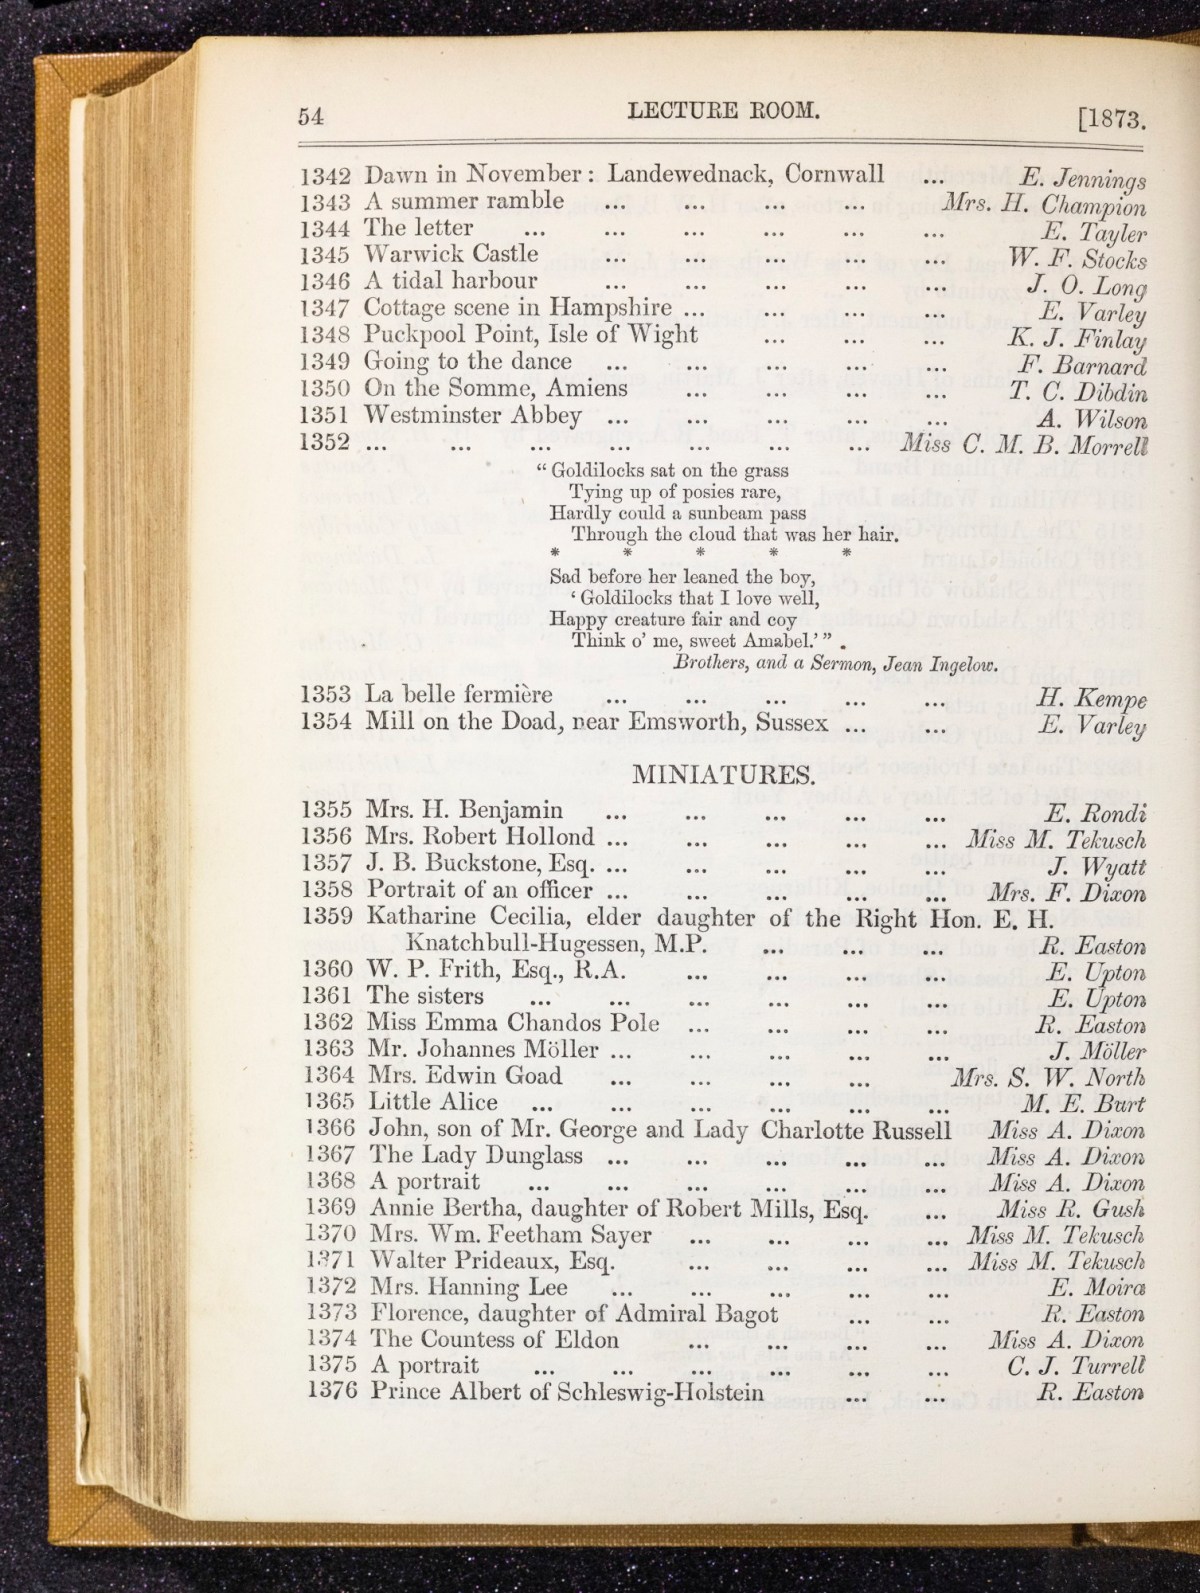 54 LECTURE ROOM. [1873.
1342 Dawn in November: Landewednack, Cornwall ... E. Jennings
1343 A summer ramble ... ... ... ... Mrs. H. Champion
1344 The letter ... ... ... ... ... ... E. Tayler
1345 Warwick Castle ... ... ... ... ... W. F. Stocks
1346 A tidal harbour ... ... ... ... ... J. O. Long
1347 Cottage scene in Hampshire ... ... ... ... E. Varley
1348 Puckpool Point, Isle of Wight ... ... ... K. J. Finlay
1349 Going to the dance ... ... ... ... ... F. Barnard
1350 On the Somme, Amiens ... ... ... ... T. C. Dibdin
1351 Westminster Abbey ... ... ... ... ... A. Wilson
1352 ... ... ... ... ... ... ... Miss C. M. B. Morrell
“Goldilocks sat on the grass
Tying up of posies rare,
Hardly could a sunbeam pass
Through the cloud that was her hair.
* * * * *
Sad before her leaned the boy,
‘Goldilocks that I love well,
Happy creature fair and coy
Think o’ me, sweet Amabel.’”.
Brothers, and a Sermon, Jean Ingelow.
1353 La belle fermière ... ... ... ... ... H. Kempe
1354 Mill on the Doad, near Emsworth, Sussex ... ... E. Varley
MINIATURES.
1355 Mrs. H. Benjamin ... ... ... ... ... E. Rondi
1356 Mrs. Robert Hollond ... ... ... ... ... Miss M. Tekusch
1357 J. B. Buckstone, Esq. ... ... ... ... ... J. Wyatt
1358 Portrait of an officer ... ... ... ... ... Mrs. F. Dixon
1359 Katharine Cecilia, elder daughter of the Right Hon. E. H.
Knatchbull-Hugessen, M.P. ... ... ... R. Easton
1360 W. P. Frith, Esq., R.A. ... ... ... ... E. Upton
1361 The sisters ... ... ... ... ... ... E. Upton
1362 Miss Emma Chandos Pole ... ... ... ... R. Easton
1363 Mr. Johannes Möller ... ... ... ... ... J. Möller
1364 Mrs. Edwin Goad ... ... ... ... Mrs. S. W. North
1365 Little Alice ... ... ... ... ... ... M. E. Burt
1366 John, son of Mr. George and Lady Charlotte Russell Miss A. Dixon
1367 The Lady Dunglass ... ... ... ... ... Miss A. Dixon
1368 A portrait ... ... ... ... ... ... Miss A. Dixon
1369 Annie Bertha, daughter of Robert Mills, Esq. ... Miss R. Gush
1370 Mrs. Wm. Feetham Sayer ... ... ... ... Miss M. Tekusch
1371 Walter Prideaux, Esq. ... ... ... ... Miss M. Tekusch
1372 Mrs. Hanning Lee ... ... ... ... ... E. Moira
1373 Florence, daughter of Admiral Bagot ... ... R. Easton
1374 The Countess of Eldon ... ... ... ... Miss A. Dixon
1375 A portrait ... ... ... ... ... ... C. J. Turrell
1376 Prince Albert of Schleswig-Holstein ... ... R. Easton